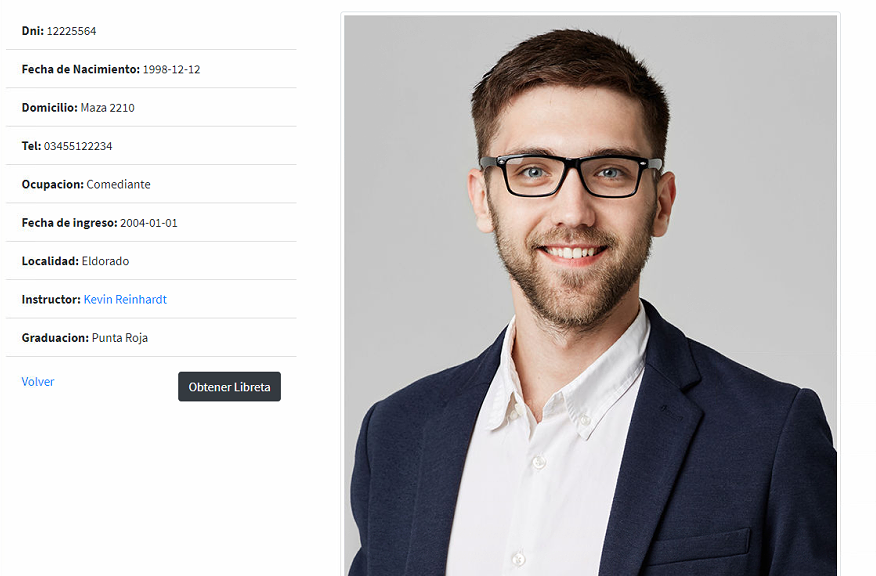 Dni: 12225564
Fecha de Nacimiento: 1998-12-12
Domicilio: Maza 2210
Tel: 03455122234
Ocupacion: Comediante
Fecha de ingreso: 2004-01-01
Localidad: Eldorado
Instructor: Kevin Reinhardt
Graduacion: Punta Roja
Volver
Obtener Libreta